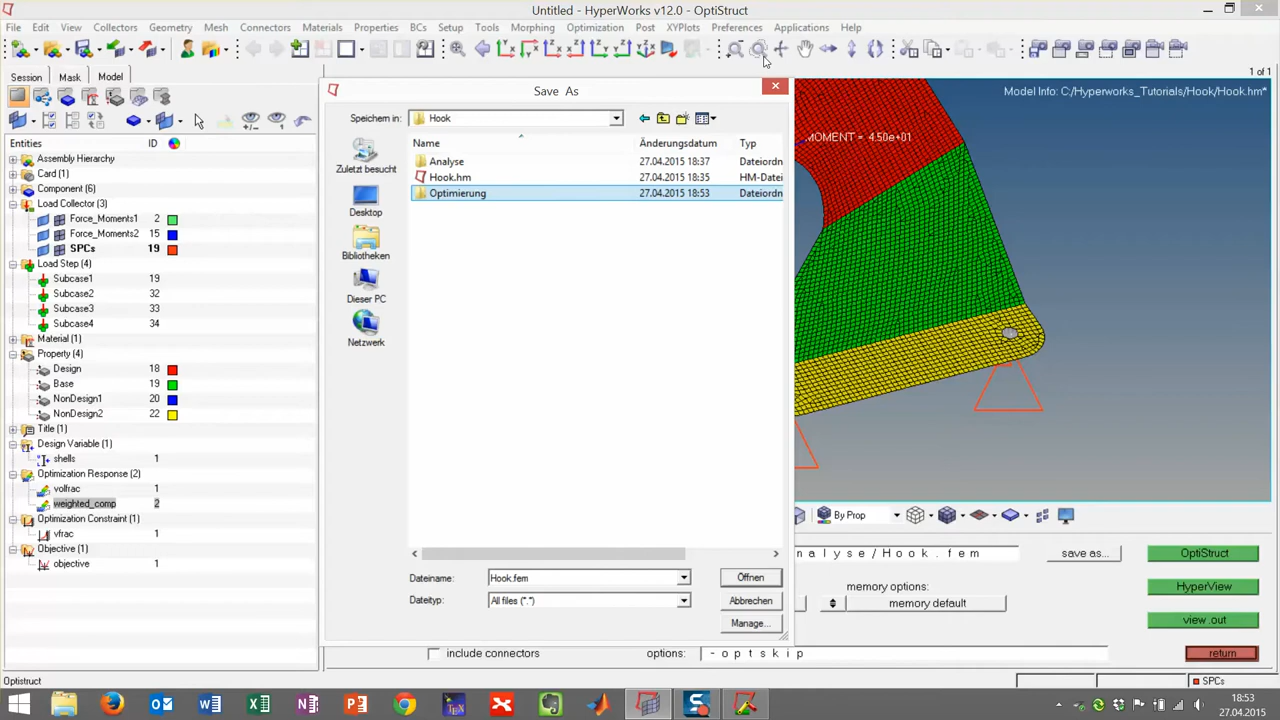 Untitled - HyperWorks v12.0 - OptiStruct
File Edit View Collectors Geometry Mesh Connectors Materials Properties BCs Setup Tools Morphing Optimization Post XYPlots Preferences Applications Help
Session Mask Model
1 of 1
Model Info: C:/Hyperworks_Tutorials/Hook/Hook.hm*
MOMENT = 4.50e+01
Entities ID
Assembly Hierarchy
Card (1)
Component (6)
Load Collector (3)
Force_Moments1 2
Force_Moments2 15
SPCs 19
Load Step (4)
Subcase1 19
Subcase2 32
Subcase3 33
Subcase4 34
Material (1)
Property (4)
Design 18
Base 19
NonDesign1 20
NonDesign2 22
Title (1)
Design Variable (1)
shells 1
Optimization Response (2)
volfrac 1
weighted_comp 2
Optimization Constraint (1)
vfrac 1
Objective (1)
objective 1
Save As
Speichern in: Hook
Name Änderungsdatum Typ
Analyse 27.04.2015 18:37 Dateiordn
Hook.hm 27.04.2015 18:35 HM-Datei
Optimierung 27.04.2015 18:53 Dateiordn
Zuletzt besucht
Desktop
Bibliotheken
Dieser PC
Netzwerk
Dateiname: Hook.fem Öffnen
Dateityp: All files (*.*) Abbrechen
Manage...
By Prop
nalyse/Hook.fem save as... OptiStruct
memory options: HyperView
memory default
view .out
include connectors options: -optskip return
Optistruct SPCs
18:53
27.04.2015